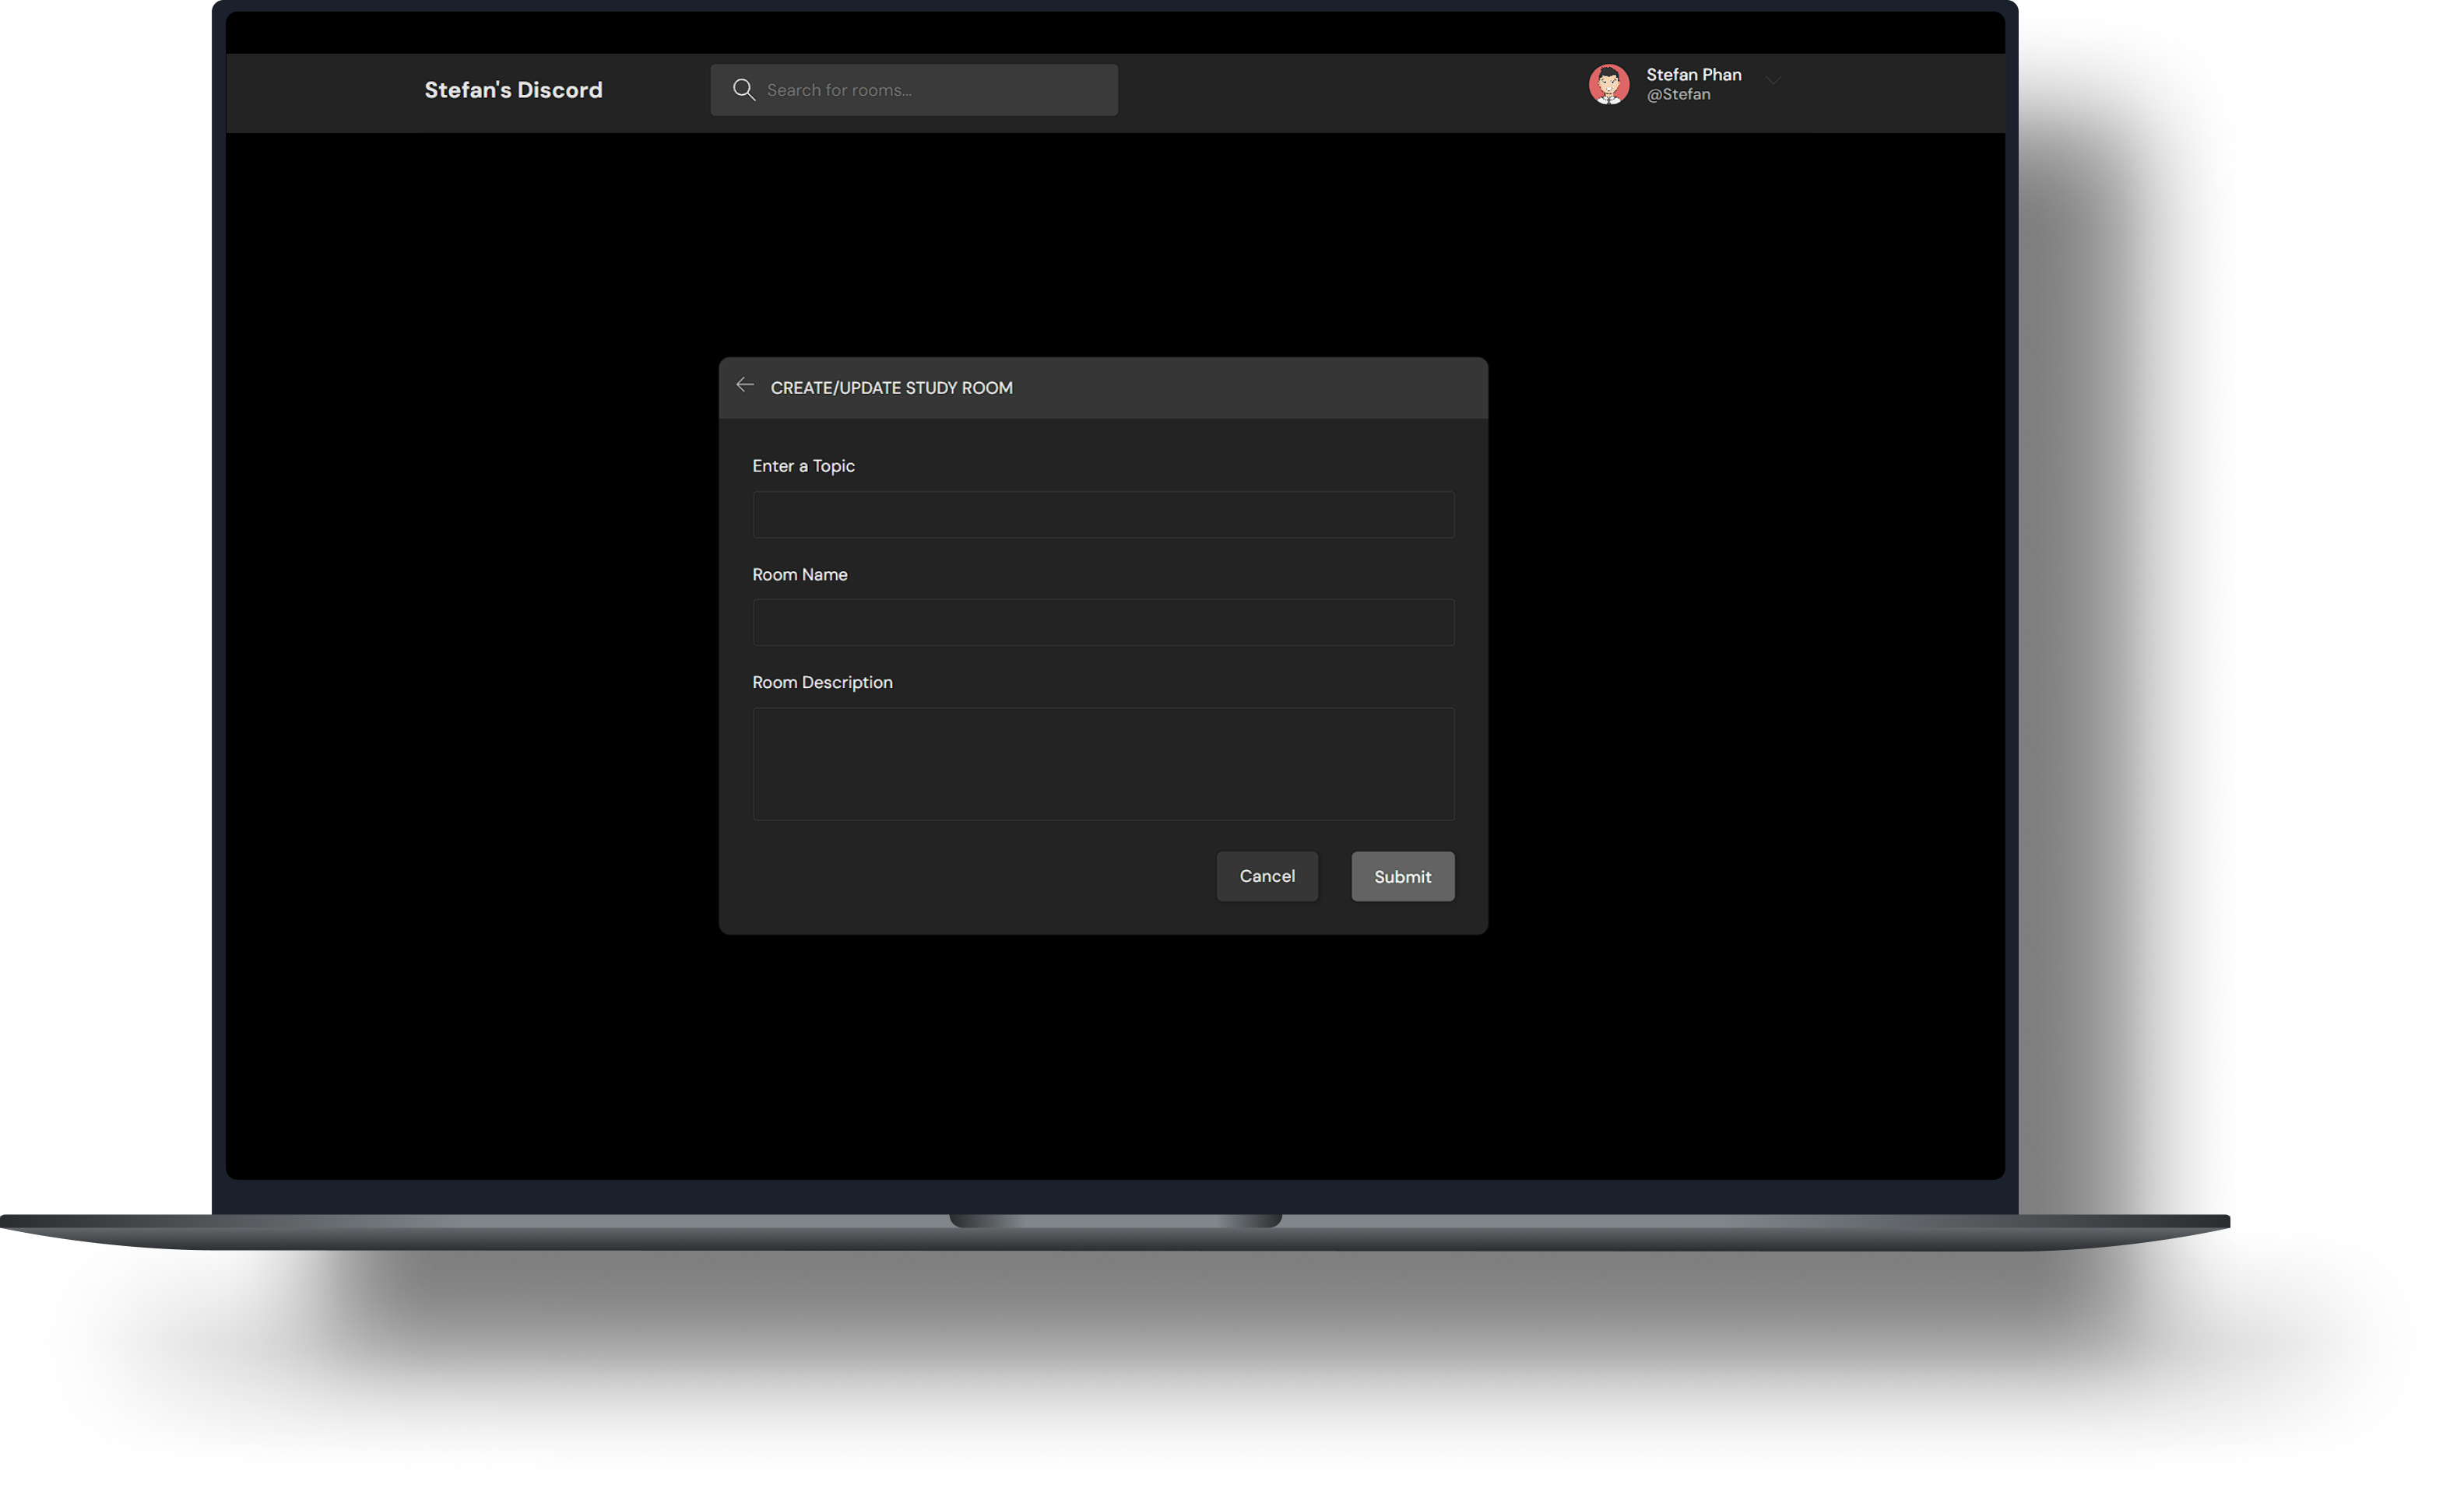 Stefan's Discord
Search for rooms...
Stefan Phan
@Stefan
CREATE/UPDATE STUDY ROOM
Enter a Topic
Room Name
Room Description
Cancel
Submit